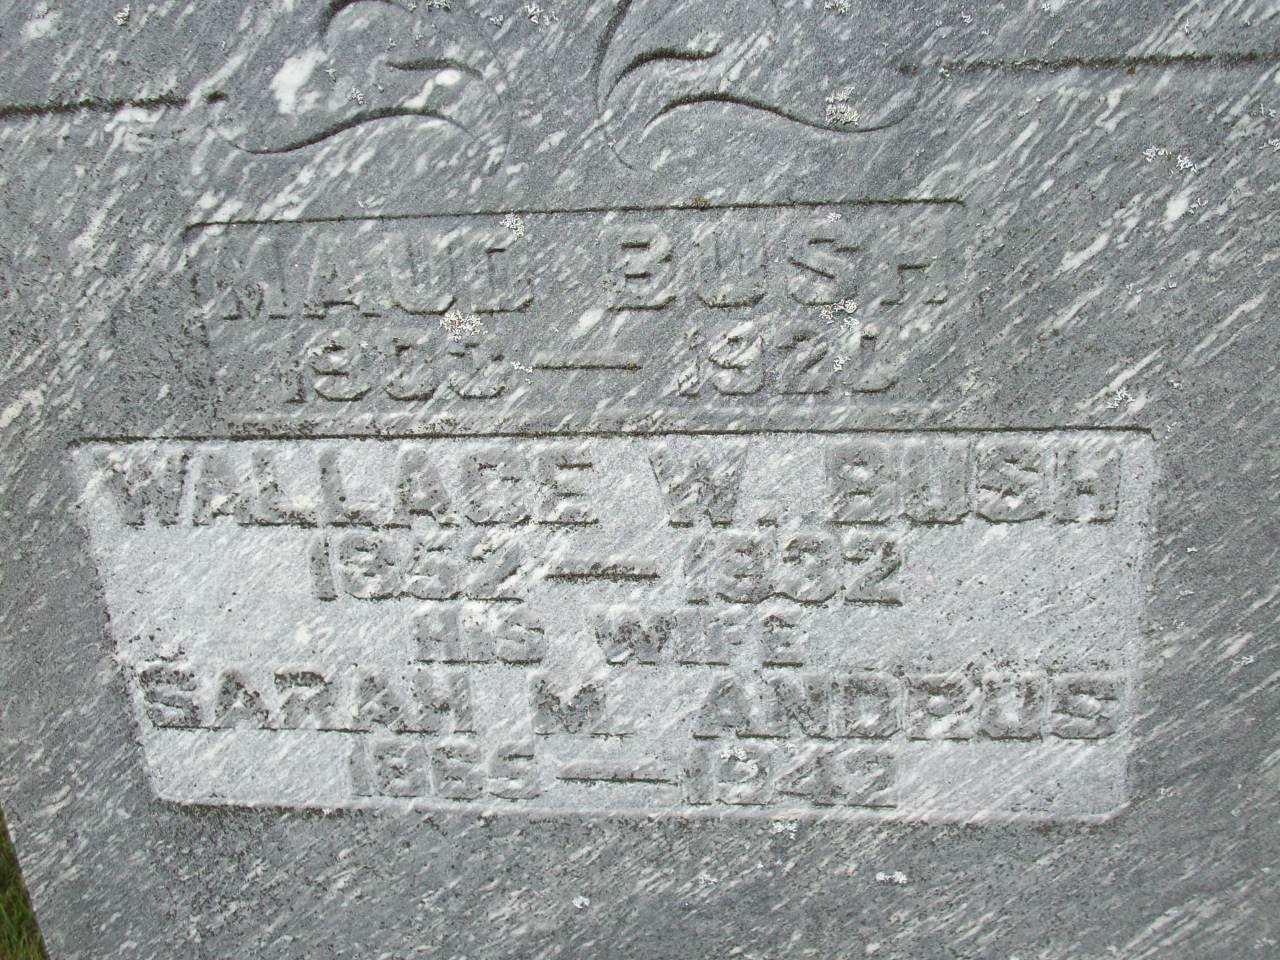 MAUD BUSH
WALLACE W. BUSH
1852 — 1932
HIS WIFE
SARAH M. ANDRUS
1865 — 1942